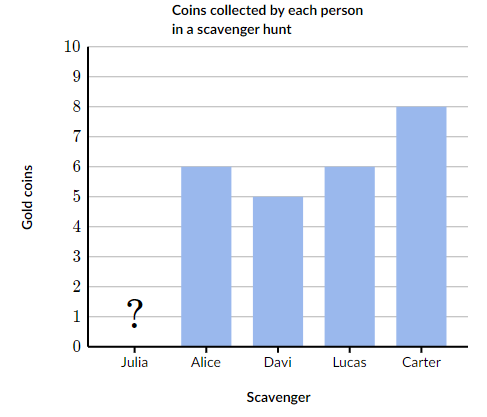 Coins collected by each person
in a scavenger hunt
10
9
8
7
6
5
4
3
2
1
0
Gold coins
?
Julia Alice Davi Lucas Carter
Scavenger